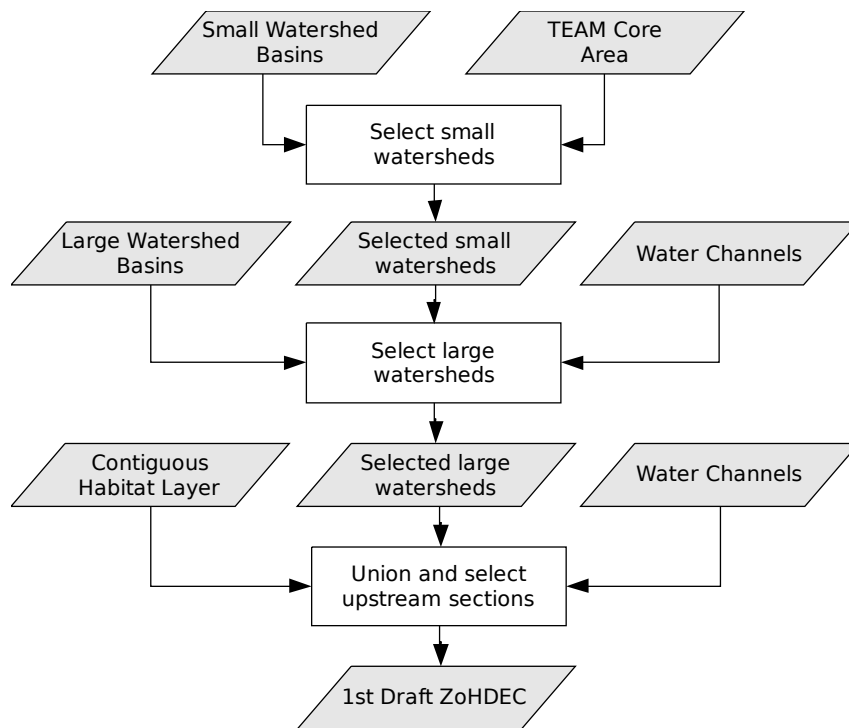 Small Watershed
Basins
TEAM Core
Area
Select small
watersheds
Large Watershed
Basins
Selected small
watersheds
Water Channels
Select large
watersheds
Contiguous
Habitat Layer
Selected large
watersheds
Water Channels
Union and select
upstream sections
1st Draft ZoHDEC